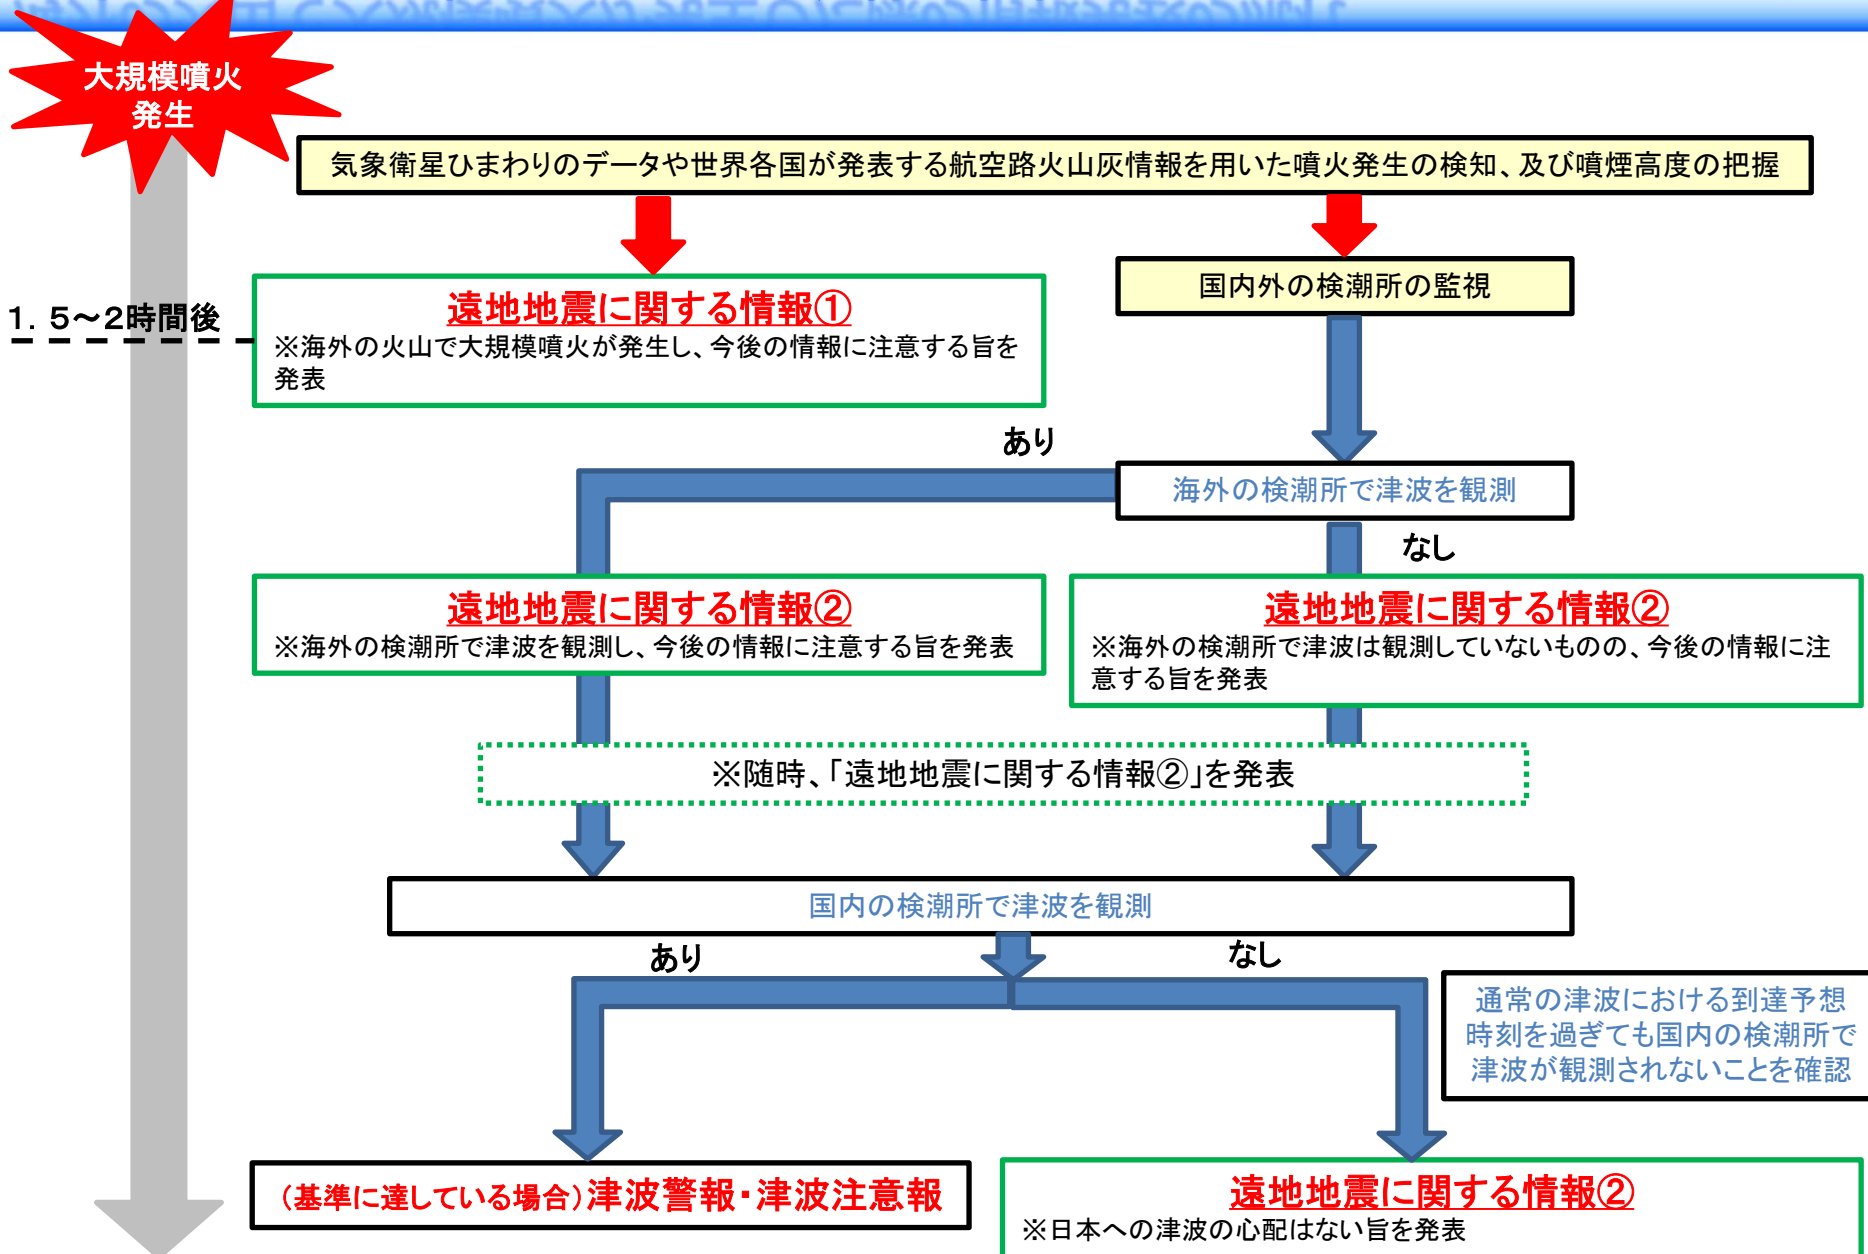 大規模噴火
発生
気象衛星ひまわりのデータや世界各国が発表する航空路火山灰情報を用いた噴火発生の検知、及び噴煙高度の把握
国内外の検潮所の監視
1.5~2時間後
遠地地震に関する情報①
※海外の火山で大規模噴火が発生し、今後の情報に注意する旨を
発表
あり
海外の検潮所で津波を観測
なし
遠地地震に関する情報②
※海外の検潮所で津波を観測し、今後の情報に注意する旨を発表
遠地地震に関する情報②
※海外の検潮所で津波は観測していないものの、今後の情報に注
意する旨を発表
※随時、「遠地地震に関する情報②」を発表
国内の検潮所で津波を観測
あり
なし
通常の津波における到達予想
時刻を過ぎても国内の検潮所で
津波が観測されないことを確認
(基準に達している場合)津波警報・津波注意報
遠地地震に関する情報②
※日本への津波の心配はない旨を発表